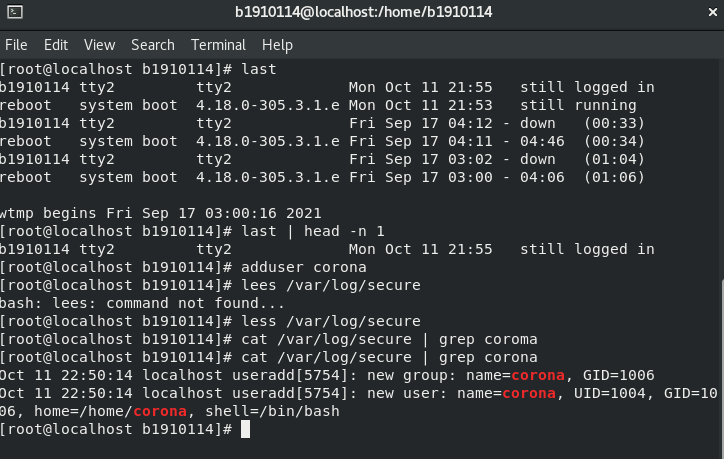 b1910114@localhost:/home/b1910114
File Edit View Search Terminal Help
[root@localhost b1910114]# last
b1910114 tty2         tty2             Mon Oct 11 21:55   still logged in
reboot   system boot  4.18.0-305.3.1.e Mon Oct 11 21:53   still running
b1910114 tty2         tty2             Fri Sep 17 04:12 - down   (00:33)
reboot   system boot  4.18.0-305.3.1.e Fri Sep 17 04:11 - 04:46  (00:34)
b1910114 tty2         tty2             Fri Sep 17 03:02 - down   (01:04)
reboot   system boot  4.18.0-305.3.1.e Fri Sep 17 03:00 - 04:06  (01:06)
wtmp begins Fri Sep 17 03:00:16 2021
[root@localhost b1910114]# last | head -n 1
b1910114 tty2         tty2             Mon Oct 11 21:55   still logged in
[root@localhost b1910114]# adduser corona
[root@localhost b1910114]# lees /var/log/secure
bash: lees: command not found...
[root@localhost b1910114]# less /var/log/secure
[root@localhost b1910114]# cat /var/log/secure | grep coroma
[root@localhost b1910114]# cat /var/log/secure | grep corona
Oct 11 22:50:14 localhost useradd[5754]: new group: name=corona, GID=1006
Oct 11 22:50:14 localhost useradd[5754]: new user: name=corona, UID=1004, GID=10
06, home=/home/corona, shell=/bin/bash
[root@localhost b1910114]#